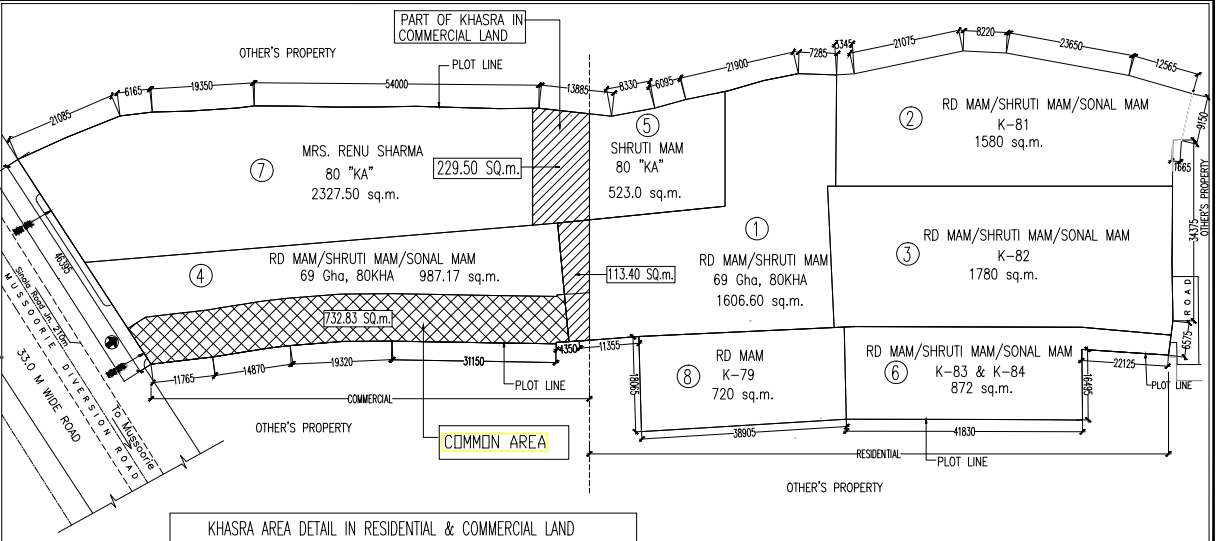 PART OF KHASRA IN
COMMERCIAL LAND
OTHER'S PROPERTY
PLOT LINE
21085
6165
19350
54000
13885
8330
6095
21900
7285
3345
21075
8220
23650
12565
9150
1665
34375
OTHER'S PROPERTY
ROAD
6575
7
MRS. RENU SHARMA
80 "KA"
2327.50 sq.m.
229.50 SQ.m.
5
SHRUTI MAM
80 "KA"
523.0 sq.m.
2
RD MAM/SHRUTI MAM/SONAL MAM
K-81
1580 sq.m.
1
RD MAM/SHRUTI MAM
69 Gha, 80KHA
1606.60 sq.m.
3
RD MAM/SHRUTI MAM/SONAL MAM
K-82
1780 sq.m.
4
RD MAM/SHRUTI MAM/SONAL MAM
69 Gha, 80KHA 987.17 sq.m.
113.40 SQ.m.
732.83 SQ.m.
46395
Sinola Road Jn. 210m
MUSSOORIE DIVERSION ROAD
To Mussoorie
33.0 M WIDE ROAD
11765
14870
19320
31150
4350
11355
PLOT LINE
COMMERCIAL
OTHER'S PROPERTY
COMMON AREA
8
RD MAM
K-79
720 sq.m.
18065
38905
6
RD MAM/SHRUTI MAM/SONAL MAM
K-83 & K-84
872 sq.m.
16495
22125
PLOT LINE
41830
RESIDENTIAL
PLOT LINE
OTHER'S PROPERTY
KHASRA AREA DETAIL IN RESIDENTIAL & COMMERCIAL LAND